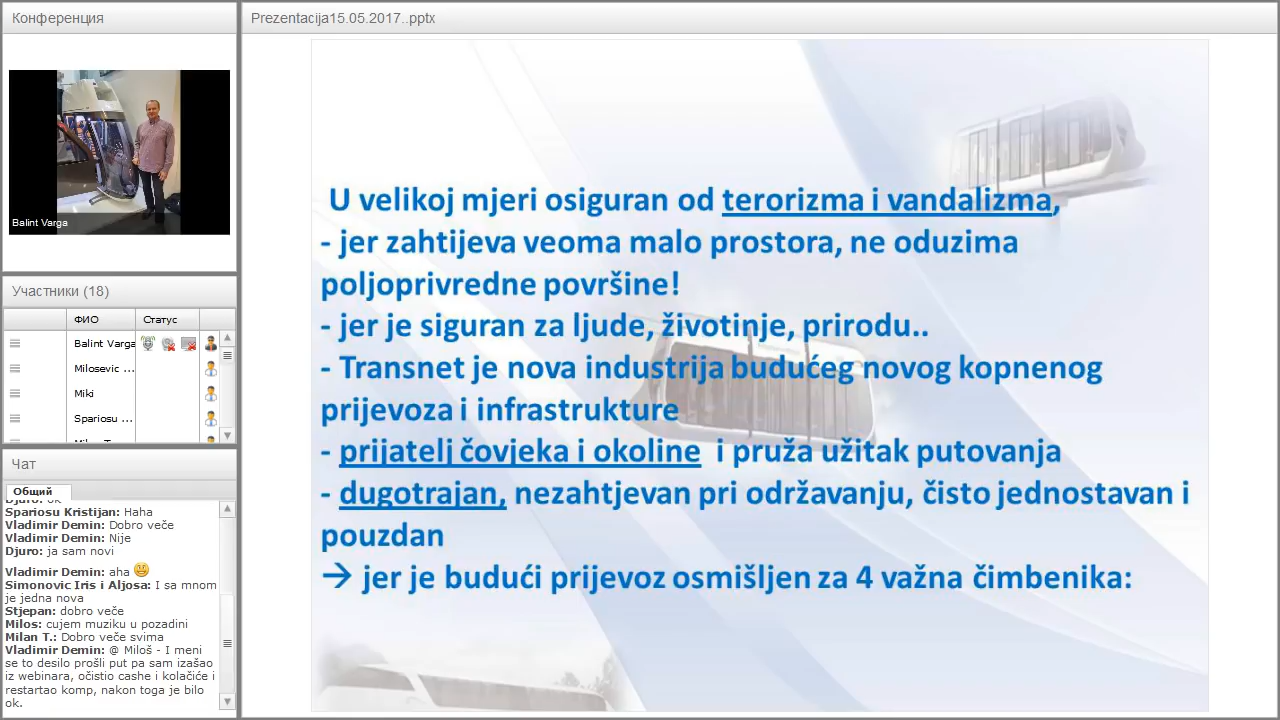 Конференция
Balint Varga
Участники (18)
ФИО
Статус
Balint Varga
Milosevic ...
Miki
Spariosu ...
Чат
Общий
Djuro: ok
Spariosu Kristijan: Haha
Vladimir Demin: Dobro veče
Vladimir Demin: Nije
Djuro: ja sam novi
Vladimir Demin: aha
Simonovic Iris i Aljosa: I sa mnom
je jedna nova
Stjepan: dobro veče
Milos: cujem muziku u pozadini
Milan T.: Dobro veče svima
Vladimir Demin: @ Miloš - I meni
se to desilo prošli put pa sam izašao
iz webinara, očistio cashe i kolačiće i
restartao komp, nakon toga je bilo
ok.
Prezentacija15.05.2017..pptx
U velikoj mjeri osiguran od terorizma i vandalizma,
- jer zahtijeva veoma malo prostora, ne oduzima
poljoprivredne površine!
- jer je siguran za ljude, životinje, prirodu..
- Transnet je nova industrija budućeg novog kopnenog
prijevoza i infrastrukture
- prijatelj čovjeka i okoline i pruža užitak putovanja
- dugotrajan, nezahtjevan pri održavanju, čisto jednostavan i
pouzdan
→ jer je budući prijevoz osmišljen za 4 važna čimbenika: